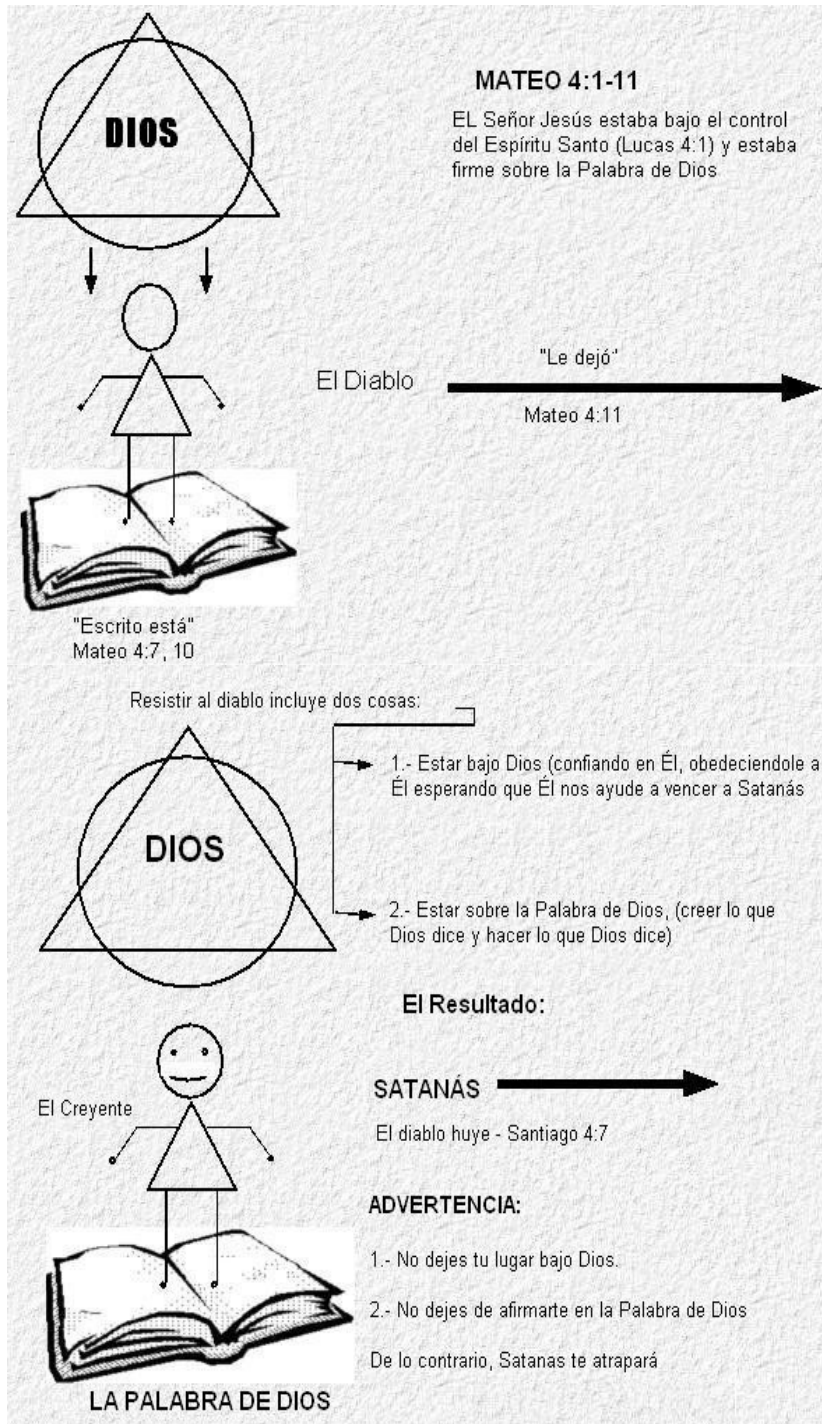 DIOS
MATEO 4:1-11
EL Señor Jesús estaba bajo el control
del Espíritu Santo (Lucas 4:1) y estaba
firme sobre la Palabra de Dios
El Diablo
"Le dejó"
Mateo 4:11
"Escrito está"
Mateo 4:7, 10
Resistir al diablo incluye dos cosas:
DIOS
1.- Estar bajo Dios (confiando en Él, obedeciendole a
Él esperando que Él nos ayude a vencer a Satanás
2.- Estar sobre la Palabra de Dios, (creer lo que
Dios dice y hacer lo que Dios dice)
El Resultado:
El Creyente
SATANÁS
El diablo huye - Santiago 4:7
ADVERTENCIA:
1.- No dejes tu lugar bajo Dios.
2.- No dejes de afirmarte en la Palabra de Dios
De lo contrario, Satanas te atrapará
LA PALABRA DE DIOS